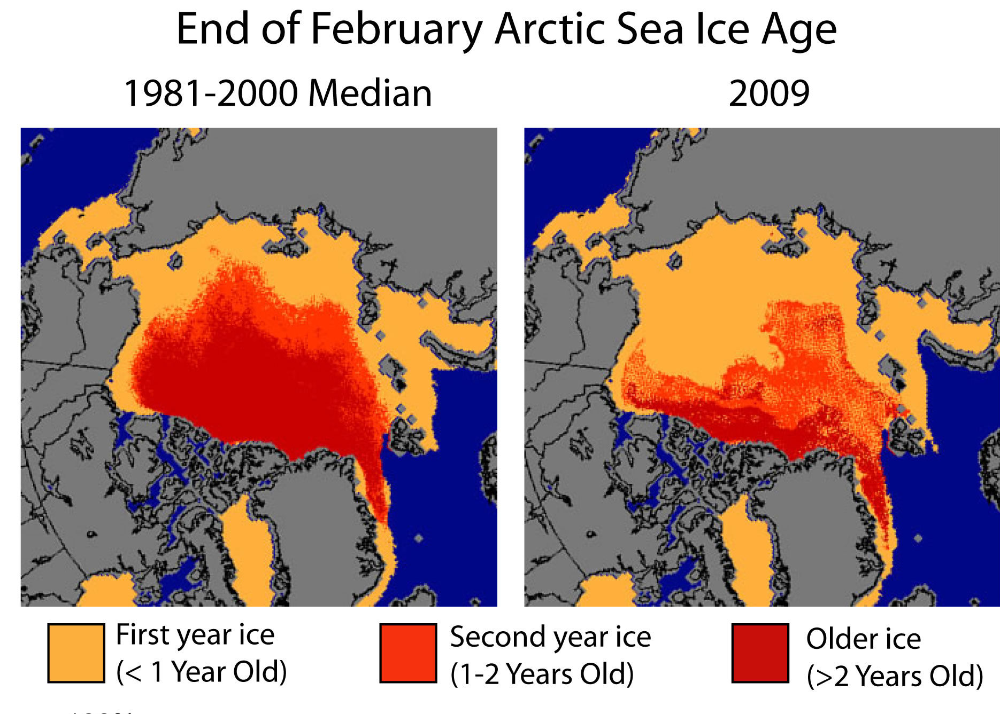 End of February Arctic Sea Ice Age
1981-2000 Median
2009
First year ice
(< 1 Year Old)
Second year ice
(1-2 Years Old)
Older ice
(>2 Years Old)